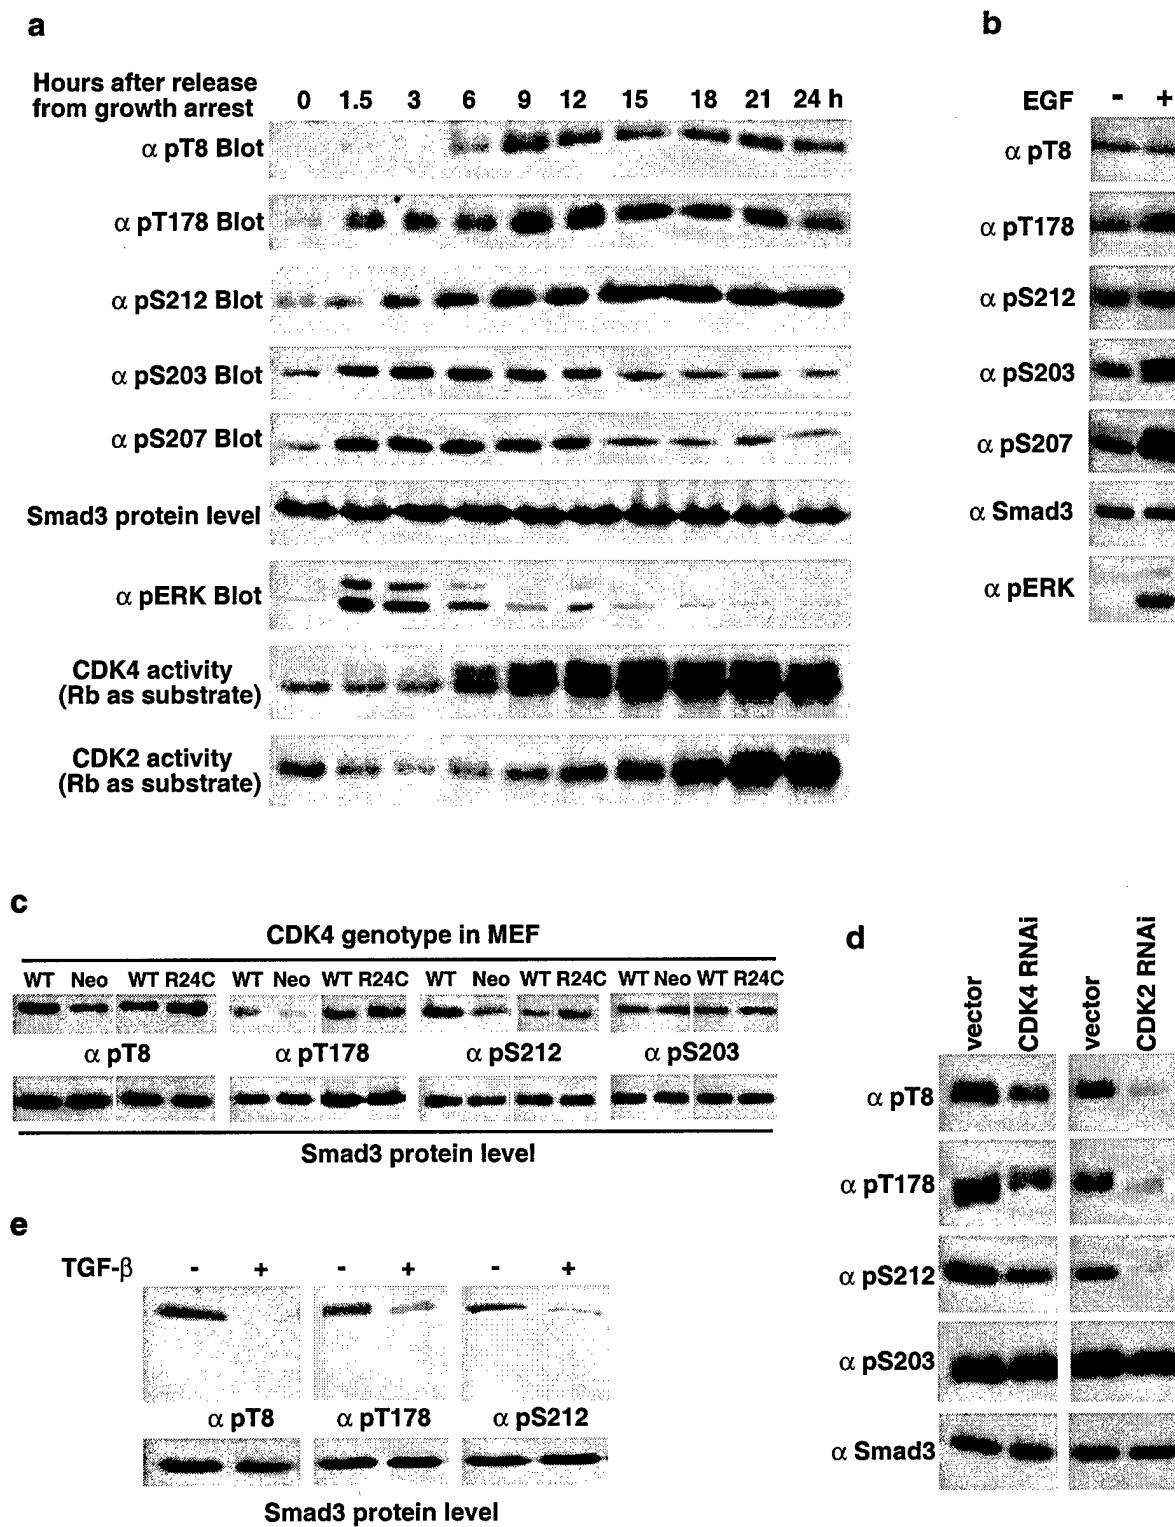 a
Hours after release
from growth arrest
0 1.5 3 6 9 12 15 18 21 24 h
α pT8 Blot
α pT178 Blot
α pS212 Blot
α pS203 Blot
α pS207 Blot
Smad3 protein level
α pERK Blot
CDK4 activity
(Rb as substrate)
CDK2 activity
(Rb as substrate)
b
EGF - +
α pT8
α pT178
α pS212
α pS203
α pS207
α Smad3
α pERK
c
CDK4 genotype in MEF
WT Neo WT R24C WT Neo WT R24C WT Neo WT R24C WT Neo WT R24C
α pT8 α pT178 α pS212 α pS203
Smad3 protein level
d
vector CDK4 RNAi vector CDK2 RNAi
α pT8
α pT178
α pS212
α pS203
α Smad3
e
TGF-β - + - + - +
α pT8 α pT178 α pS212
Smad3 protein level